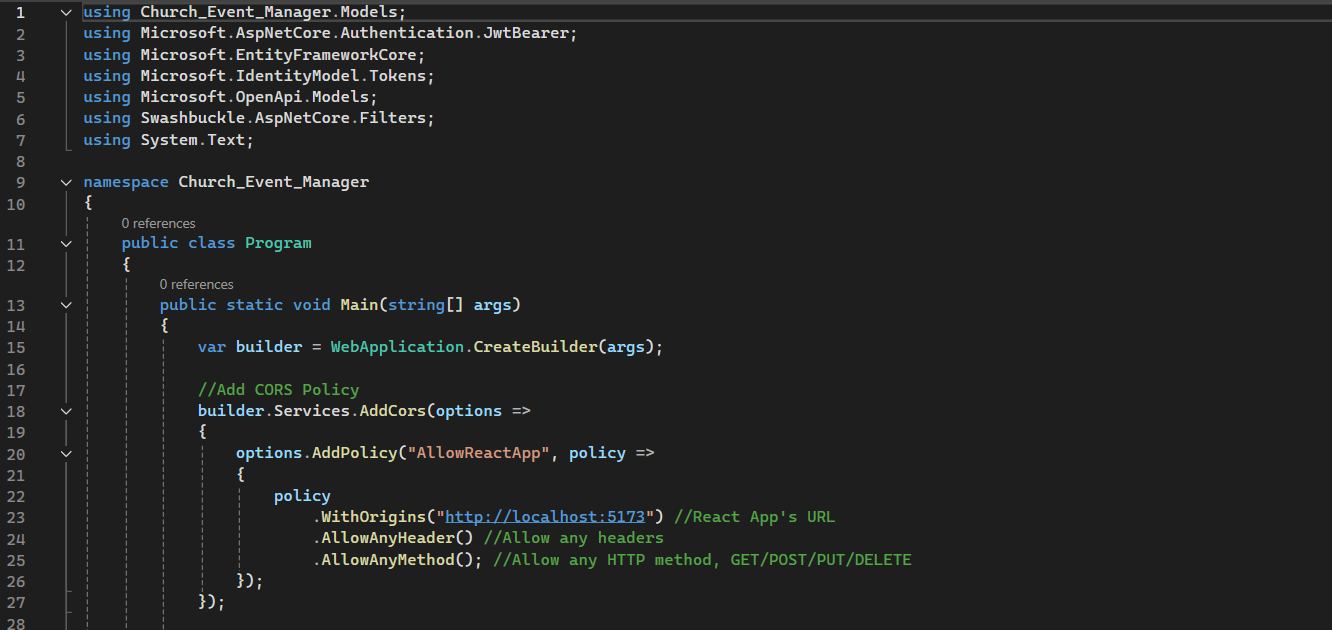 1 using Church_Event_Manager.Models;
2 using Microsoft.AspNetCore.Authentication.JwtBearer;
3 using Microsoft.EntityFrameworkCore;
4 using Microsoft.IdentityModel.Tokens;
5 using Microsoft.OpenApi.Models;
6 using Swashbuckle.AspNetCore.Filters;
7 using System.Text;
8
9 namespace Church_Event_Manager
10 {
0 references
11 public class Program
12 {
0 references
13 public static void Main(string[] args)
14 {
15 var builder = WebApplication.CreateBuilder(args);
16
17 //Add CORS Policy
18 builder.Services.AddCors(options =>
19 {
20 options.AddPolicy("AllowReactApp", policy =>
21 {
22 policy
23 .WithOrigins("http://localhost:5173") //React App's URL
24 .AllowAnyHeader() //Allow any headers
25 .AllowAnyMethod(); //Allow any HTTP method, GET/POST/PUT/DELETE
26 });
27 });
28